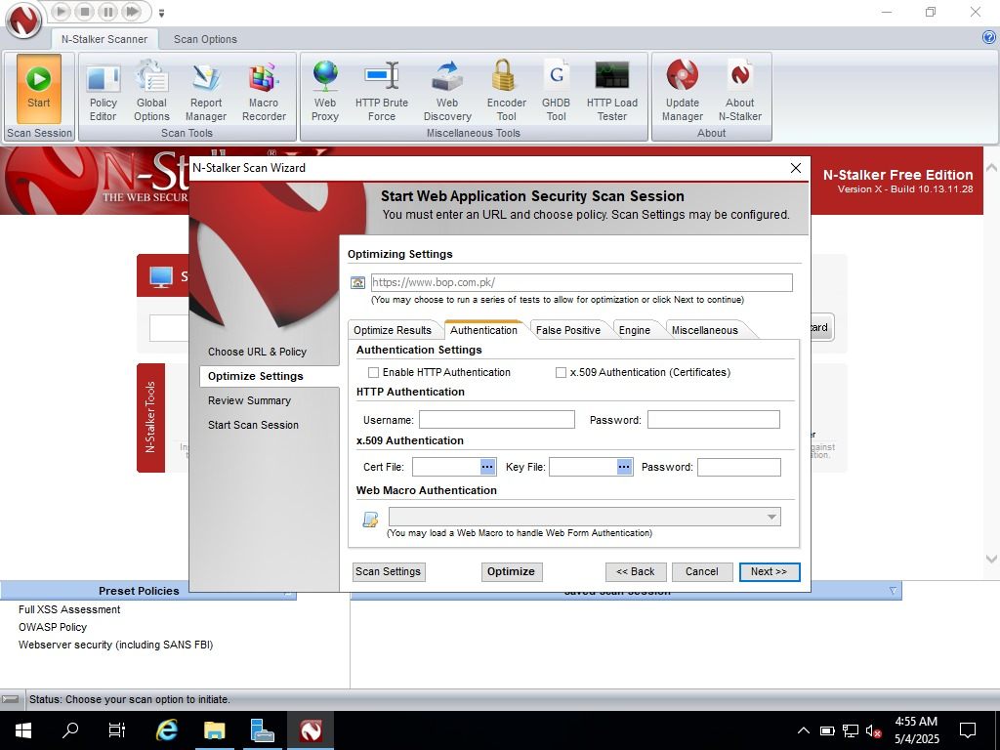 N-Stalker Scanner Scan Options
Start
Policy Editor
Global Options
Report Manager
Macro Recorder
Web Proxy
HTTP Brute Force
Web Discovery
Encoder Tool
GHDB Tool
HTTP Load Tester
Update Manager
About N-Stalker
Scan Session Scan Tools Miscellaneous Tools About
N-St
THE WEB SECUR
N-Stalker Free Edition
Version X - Build 10.13.11.28
N-Stalker Scan Wizard
Start Web Application Security Scan Session
You must enter an URL and choose policy. Scan Settings may be configured.
Optimizing Settings
https://www.bop.com.pk/
(You may choose to run a series of tests to allow for optimization or click Next to continue)
Optimize Results Authentication False Positive Engine Miscellaneous
Authentication Settings
Enable HTTP Authentication x.509 Authentication (Certificates)
HTTP Authentication
Username: Password:
x.509 Authentication
Cert File: ... Key File: ... Password:
Web Macro Authentication
(You may load a Web Macro to handle Web Form Authentication)
Scan Settings Optimize << Back Cancel Next >>
Choose URL & Policy
Optimize Settings
Review Summary
Start Scan Session
S
ard
N-Stalker Tools
Preset Policies
Full XSS Assessment
OWASP Policy
Webserver security (including SANS FBI)
Saved Scan Session
Status: Choose your scan option to initiate.
4:55 AM
5/4/2025